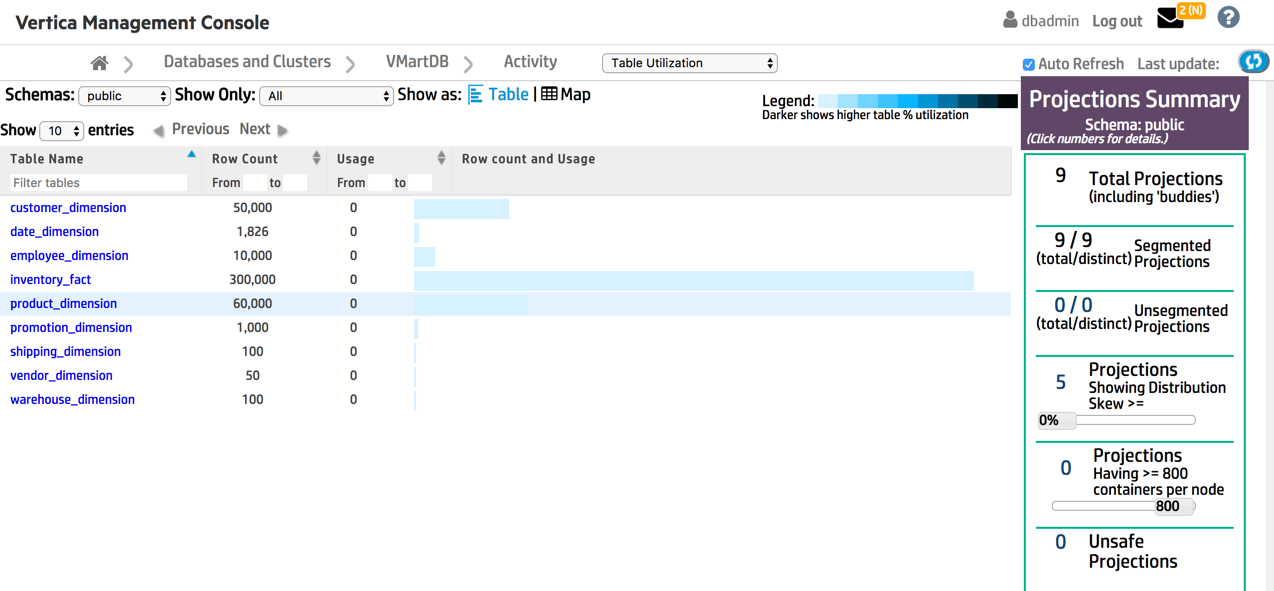 Vertica Management Console
dbadmin Log out 2 (N) ?
Databases and Clusters VMartDB Activity Table Utilization
Auto Refresh Last update:
Schemas: public Show Only: All Show as: Table | Map
Legend:
Darker shows higher table % utilization
Show 10 entries Previous Next
Table Name Row Count Usage Row count and Usage
Filter tables From to From to
customer_dimension 50,000 0
date_dimension 1,826 0
employee_dimension 10,000 0
inventory_fact 300,000 0
product_dimension 60,000 0
promotion_dimension 1,000 0
shipping_dimension 100 0
vendor_dimension 50 0
warehouse_dimension 100 0
Projections Summary
Schema: public
(Click numbers for details.)
9 Total Projections
(including 'buddies')
9 / 9 Segmented
(total/distinct) Projections
0 / 0 Unsegmented
(total/distinct) Projections
5 Projections
Showing Distribution
Skew >=
0%
0 Projections
Having >= 800
containers per node
800
0 Unsafe
Projections